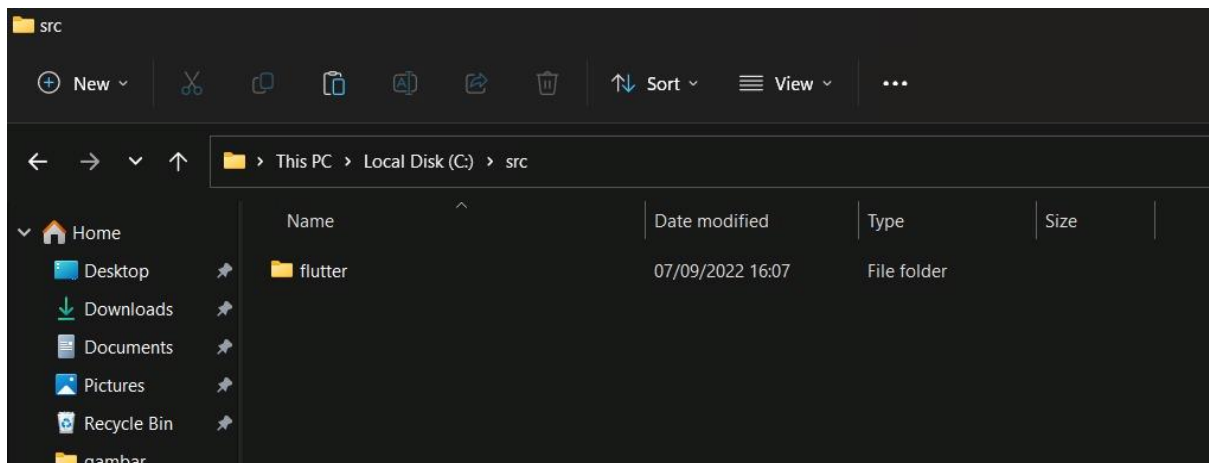 src
New Sort View •••
This PC > Local Disk (C:) > src
Name Date modified Type Size
Home
Desktop
Downloads
Documents
Pictures
Recycle Bin
gambar
flutter 07/09/2022 16:07 File folder